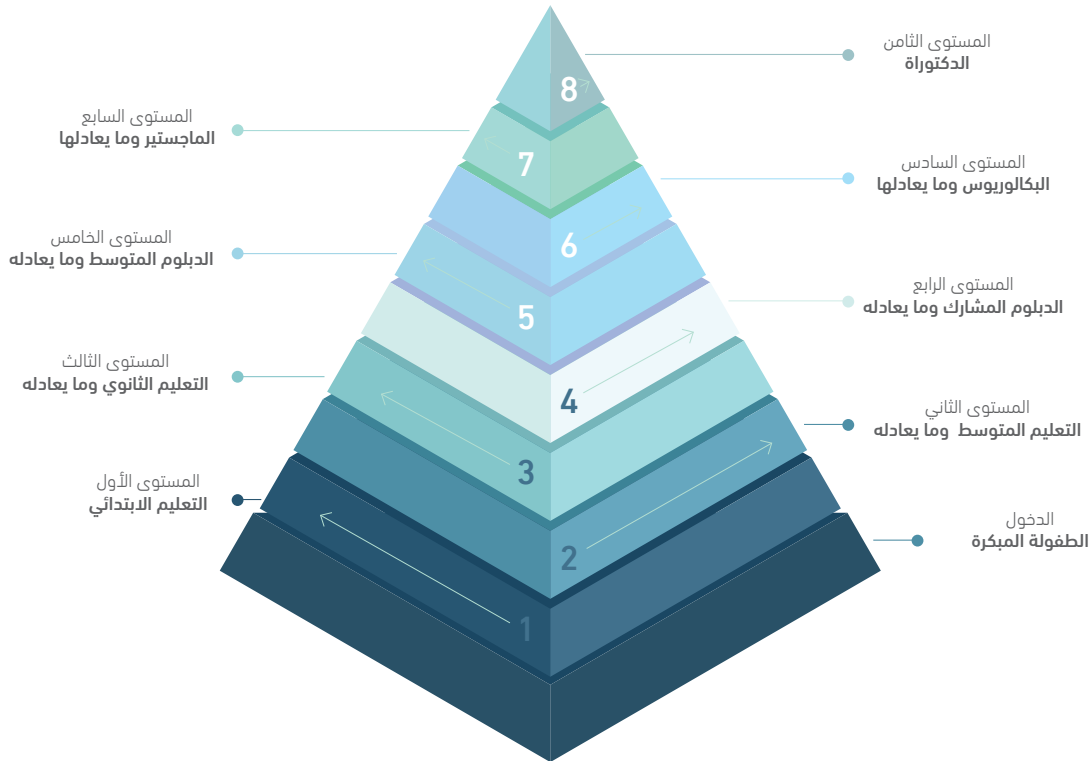 المستوى الثامن
الدكتوراة
8
المستوى السابع
الماجستير وما يعادلها
7
المستوى السادس
البكالوريوس وما يعادلها
6
المستوى الخامس
الدبلوم المتوسط وما يعادله
5
المستوى الرابع
الدبلوم المشارك وما يعادله
4
المستوى الثالث
التعليم الثانوي وما يعادله
3
المستوى الثاني
التعليم المتوسط وما يعادله
2
المستوى الأول
التعليم الابتدائي
1
الدخول
الطفولة المبكرة